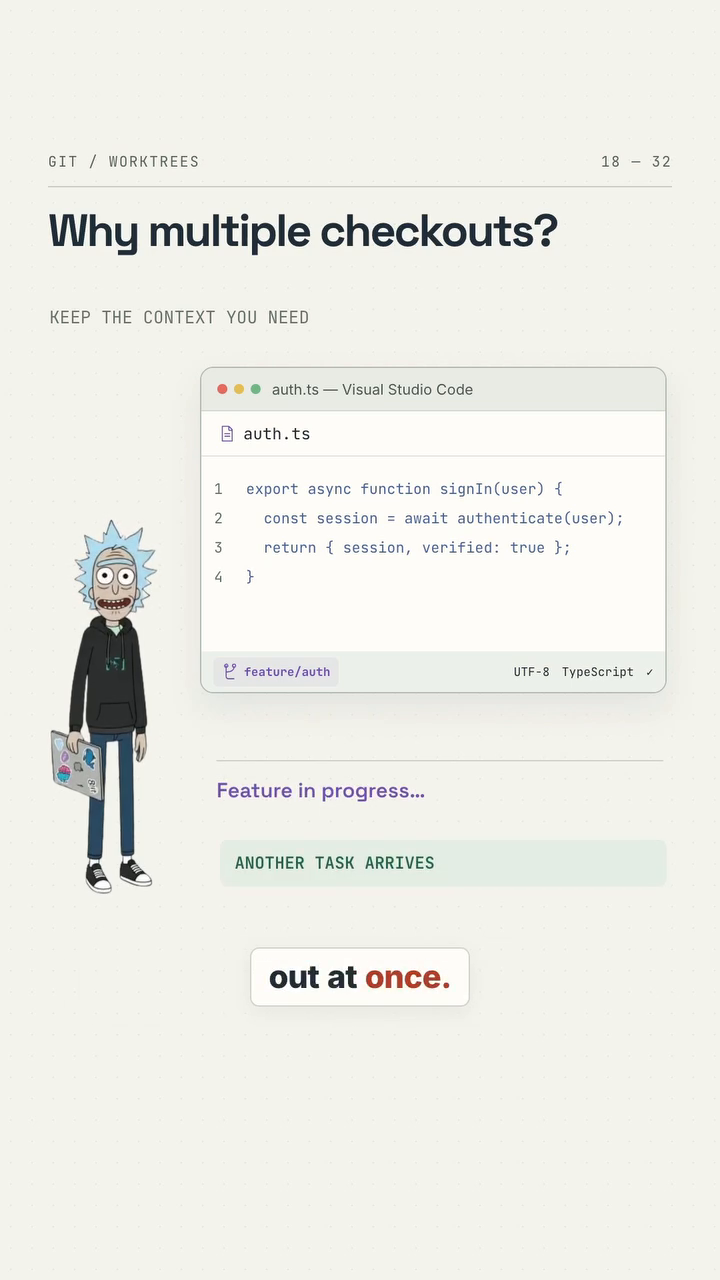 GIT / WORKTREES
18 — 32
Why multiple checkouts?
KEEP THE CONTEXT YOU NEED
auth.ts — Visual Studio Code
auth.ts
1 export async function signIn(user) {
2 const session = await authenticate(user);
3 return { session, verified: true };
4 }
feature/auth
UTF-8 TypeScript ✓
Feature in progress…
ANOTHER TASK ARRIVES
out at once.